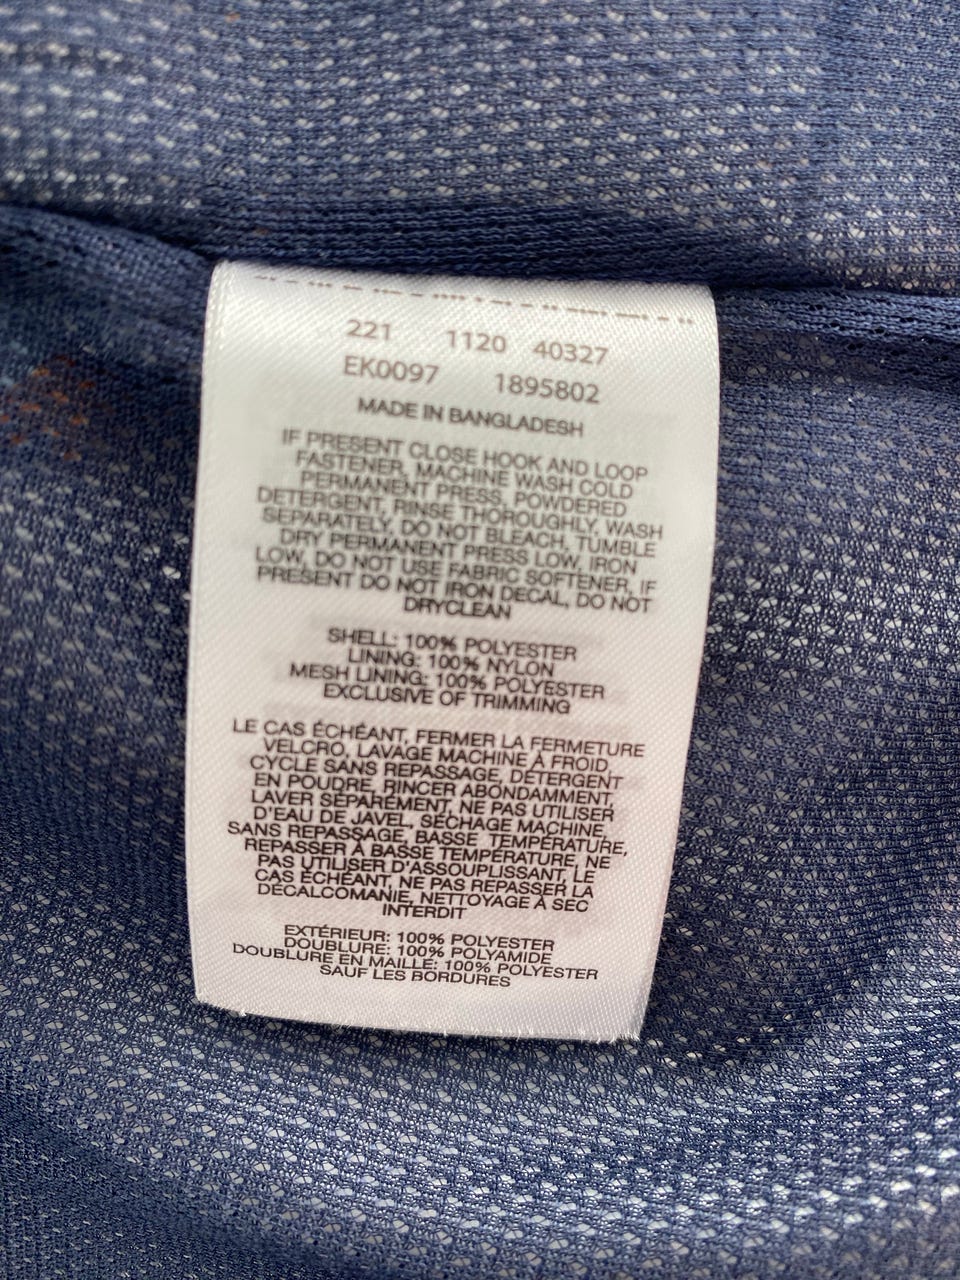 221 1120 40327
EK0097 1895802
MADE IN BANGLADESH
IF PRESENT CLOSE HOOK AND LOOP
FASTENER, MACHINE WASH COLD
PERMANENT PRESS, POWDERED
DETERGENT, RINSE THOROUGHLY, WASH
SEPARATELY, DO NOT BLEACH, TUMBLE
DRY PERMANENT PRESS LOW, IRON
LOW, DO NOT USE FABRIC SOFTENER, IF
PRESENT DO NOT IRON DECAL, DO NOT
DRYCLEAN
SHELL: 100% POLYESTER
LINING: 100% NYLON
MESH LINING: 100% POLYESTER
EXCLUSIVE OF TRIMMING
LE CAS ÉCHÉANT, FERMER LA FERMETURE
VELCRO, LAVAGE MACHINE À FROID,
CYCLE SANS REPASSAGE, DÉTERGENT
EN POUDRE, RINCER ABONDAMMENT,
LAVER SÉPARÉMENT, NE PAS UTILISER
D'EAU DE JAVEL, SÉCHAGE MACHINE,
SANS REPASSAGE, BASSE TEMPÉRATURE,
REPASSER À BASSE TEMPÉRATURE, NE
PAS UTILISER D'ASSOUPLISSANT, LE
CAS ÉCHÉANT, NE PAS REPASSER LA
DÉCALCOMANIE, NETTOYAGE À SEC
INTERDIT
EXTÉRIEUR: 100% POLYESTER
DOUBLURE: 100% POLYAMIDE
DOUBLURE EN MAILLE: 100% POLYESTER
SAUF LES BORDURES